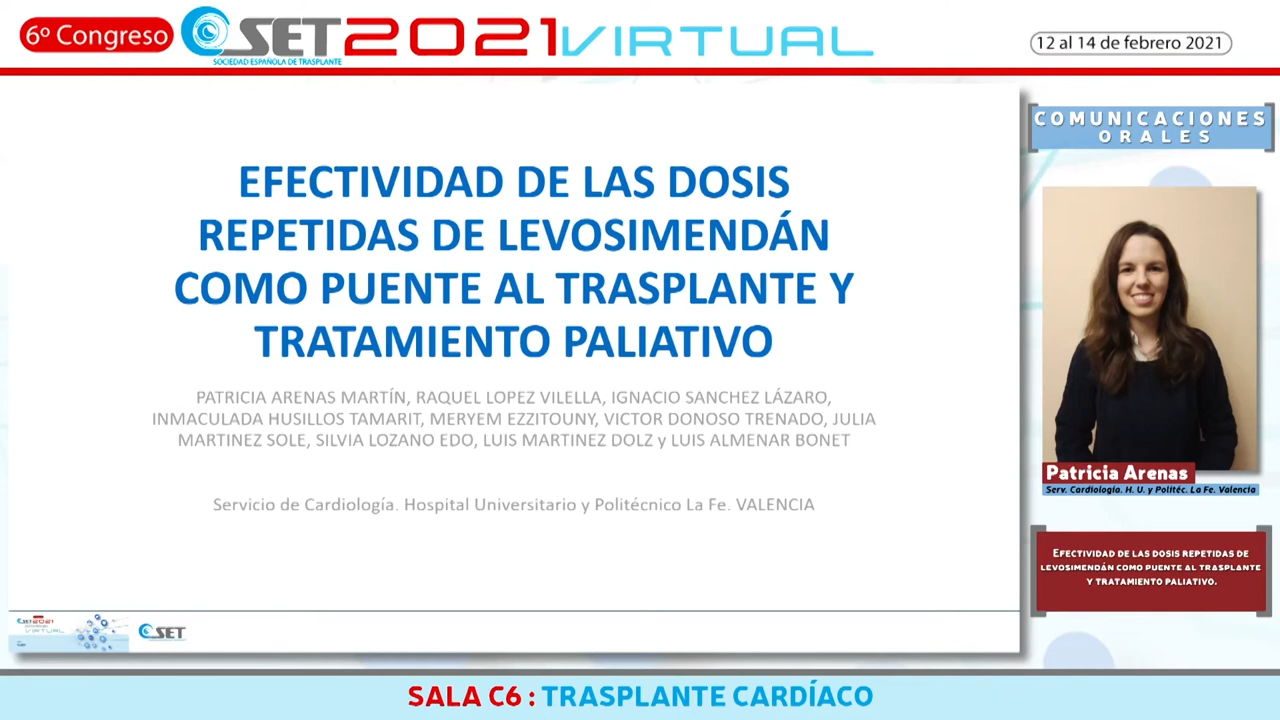 6º Congreso
SET2021VIRTUAL
SOCIEDAD ESPAÑOLA DE TRASPLANTE
12 al 14 de febrero 2021
COMUNICACIONES
ORALES
EFECTIVIDAD DE LAS DOSIS
REPETIDAS DE LEVOSIMENDÁN
COMO PUENTE AL TRASPLANTE Y
TRATAMIENTO PALIATIVO
PATRICIA ARENAS MARTÍN, RAQUEL LOPEZ VILELLA, IGNACIO SANCHEZ LÁZARO,
INMACULADA HUSILLOS TAMARIT, MERYEM EZZITOUNY, VICTOR DONOSO TRENADO, JULIA
MARTINEZ SOLE, SILVIA LOZANO EDO, LUIS MARTINEZ DOLZ y LUIS ALMENAR BONET
Servicio de Cardiología. Hospital Universitario y Politécnico La Fe. VALENCIA
Patricia Arenas
Serv. Cardiología. H. U. y Politéc. La Fe. Valencia
EFECTIVIDAD DE LAS DOSIS REPETIDAS DE
LEVOSIMENDÁN COMO PUENTE AL TRASPLANTE
Y TRATAMIENTO PALIATIVO.
SET2021
VIRTUAL
SET
SALA C6 : TRASPLANTE CARDÍACO